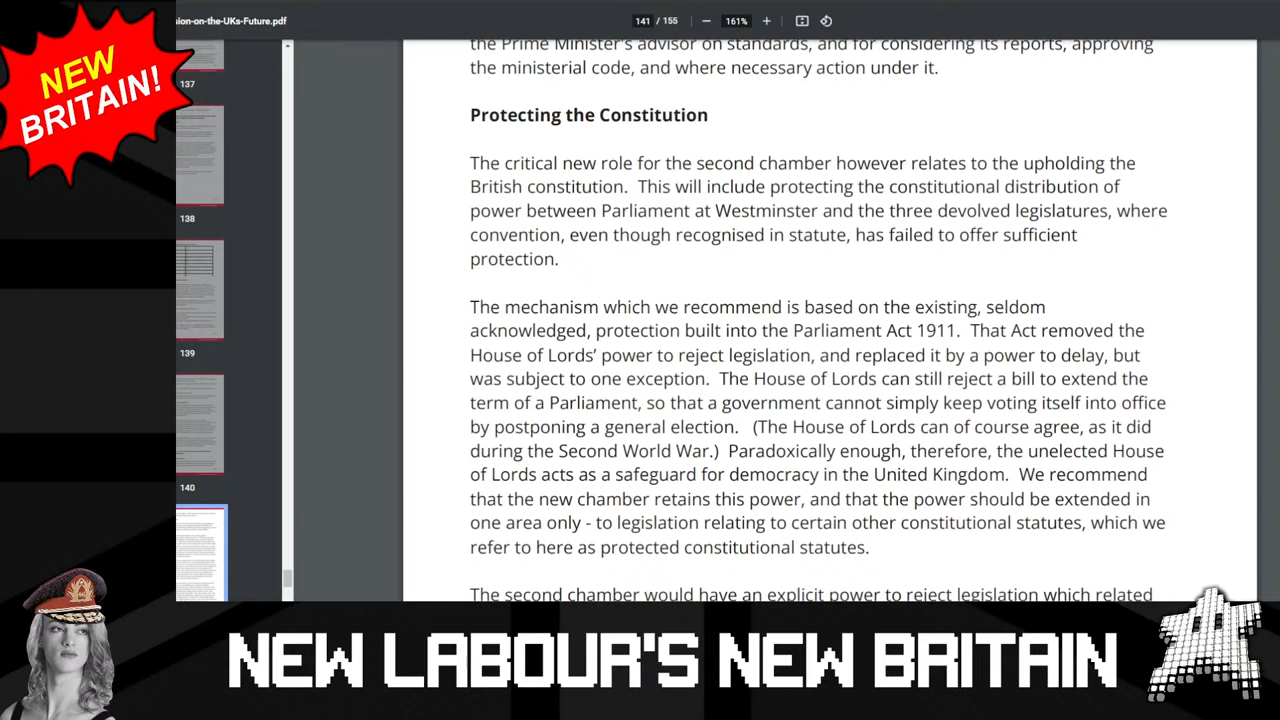 sion-on-the-UKs-Future.pdf
141 / 155
161%
NEW
BRITAIN!
137
138
139
140
the Prime Minister's advisor on standards, and for considering the reports, approving
the ministerial code, and where necessary action under it.
Protecting the Constitution
The critical new role for the second chamber however relates to the upholding the
British constitution. This will include protecting the constitutional distribution of
power between Parliament at Westminster and the three devolved legislatures, where
convention, even though recognised in statute, has failed to offer sufficient
protection.
The mechanism which we recommend is based on an existing, seldom
acknowledged, protection built into the Parliament Act 1911. That Act removed the
House of Lords’ power to reject legislation, and replaced it by a power to delay, but
was subject to one exception. The House of Lords can still reject a bill to extend the
term of a Parliament, so that a government cannot simply keep voting itself into office
by postponing a general election. (The House of Lords can of course agree, as it did
during the Second World War.) Paradoxically enough, therefore, the unelected House
of Lords acts as a safeguard for democracy in the United Kingdom. We recommend
that the new chamber retains this power, and that the power should be extended in
- to legislation relating to certain other constitutional statutes, which we
refer to here as protected constitutional statutes.
The second chamber should have an explicit power to reject legislation which related
NEW LABOUR'S NEW BRITAIN